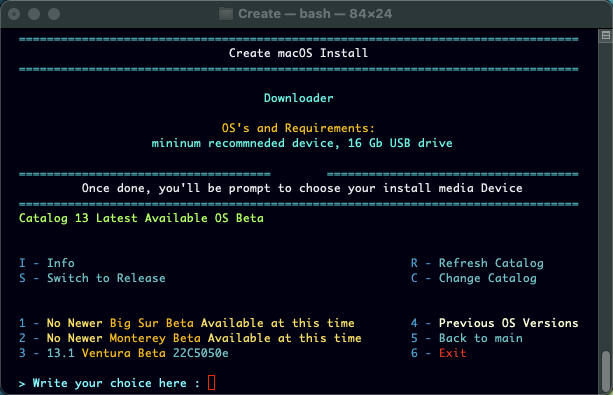 Create — bash — 84×24
================================================================================
Create macOS Install
================================================================================
Downloader
OS's and Requirements:
mininum recommneded device, 16 Gb USB drive
==================================== ====================================
Once done, you'll be prompt to choose your install media Device
================================================================================
Catalog 13 Latest Available OS Beta
I - Info R - Refresh Catalog
S - Switch to Release C - Change Catalog
1 - No Newer Big Sur Beta Available at this time 4 - Previous OS Versions
2 - No Newer Monterey Beta Available at this time 5 - Back to main
3 - 13.1 Ventura Beta 22C5050e 6 - Exit
> Write your choice here :